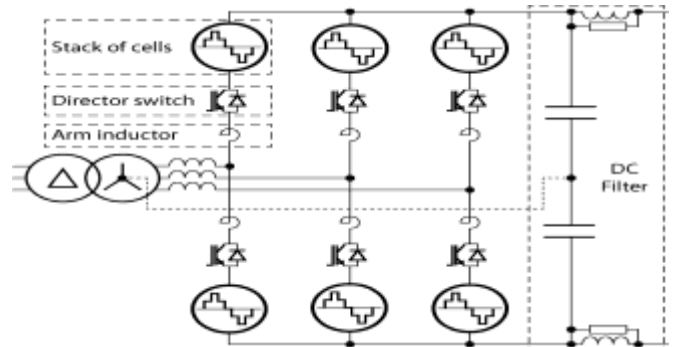 Stack of cells
Director switch
Arm inductor
DC
Filter